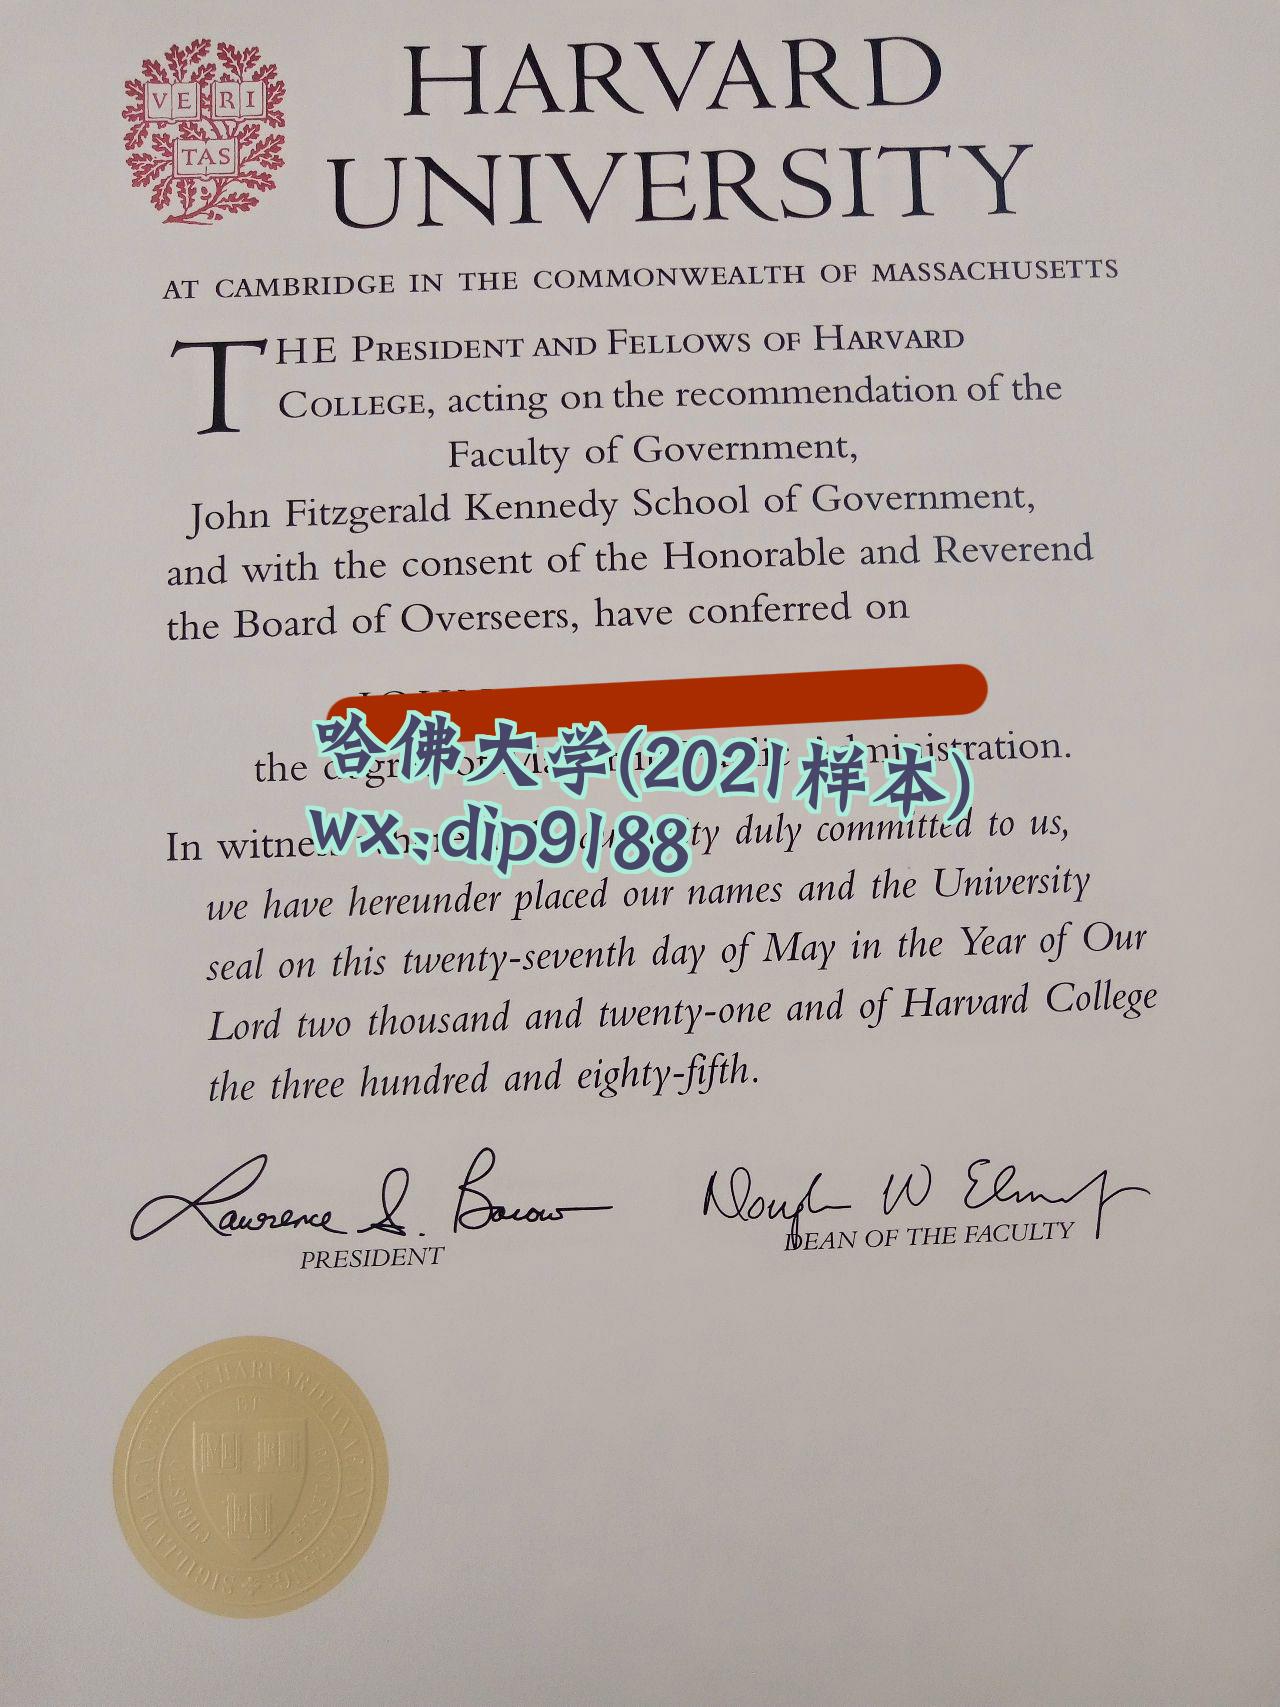 VE RI
TAS
HARVARD
UNIVERSITY
AT CAMBRIDGE IN THE COMMONWEALTH OF MASSACHUSETTS
THE PRESIDENT AND FELLOWS OF HARVARD
COLLEGE, acting on the recommendation of the
Faculty of Government,
John Fitzgerald Kennedy School of Government,
and with the consent of the Honorable and Reverend
the Board of Overseers, have conferred on
哈佛大学(2021样本)
the degree of Administration.
wx:dip9188
In witness duly committed to us,
we have hereunder placed our names and the University
seal on this twenty-seventh day of May in the Year of Our
Lord two thousand and twenty-one and of Harvard College
the three hundred and eighty-fifth.
Lawrence S. Bacow
PRESIDENT
DEAN OF THE FACULTY